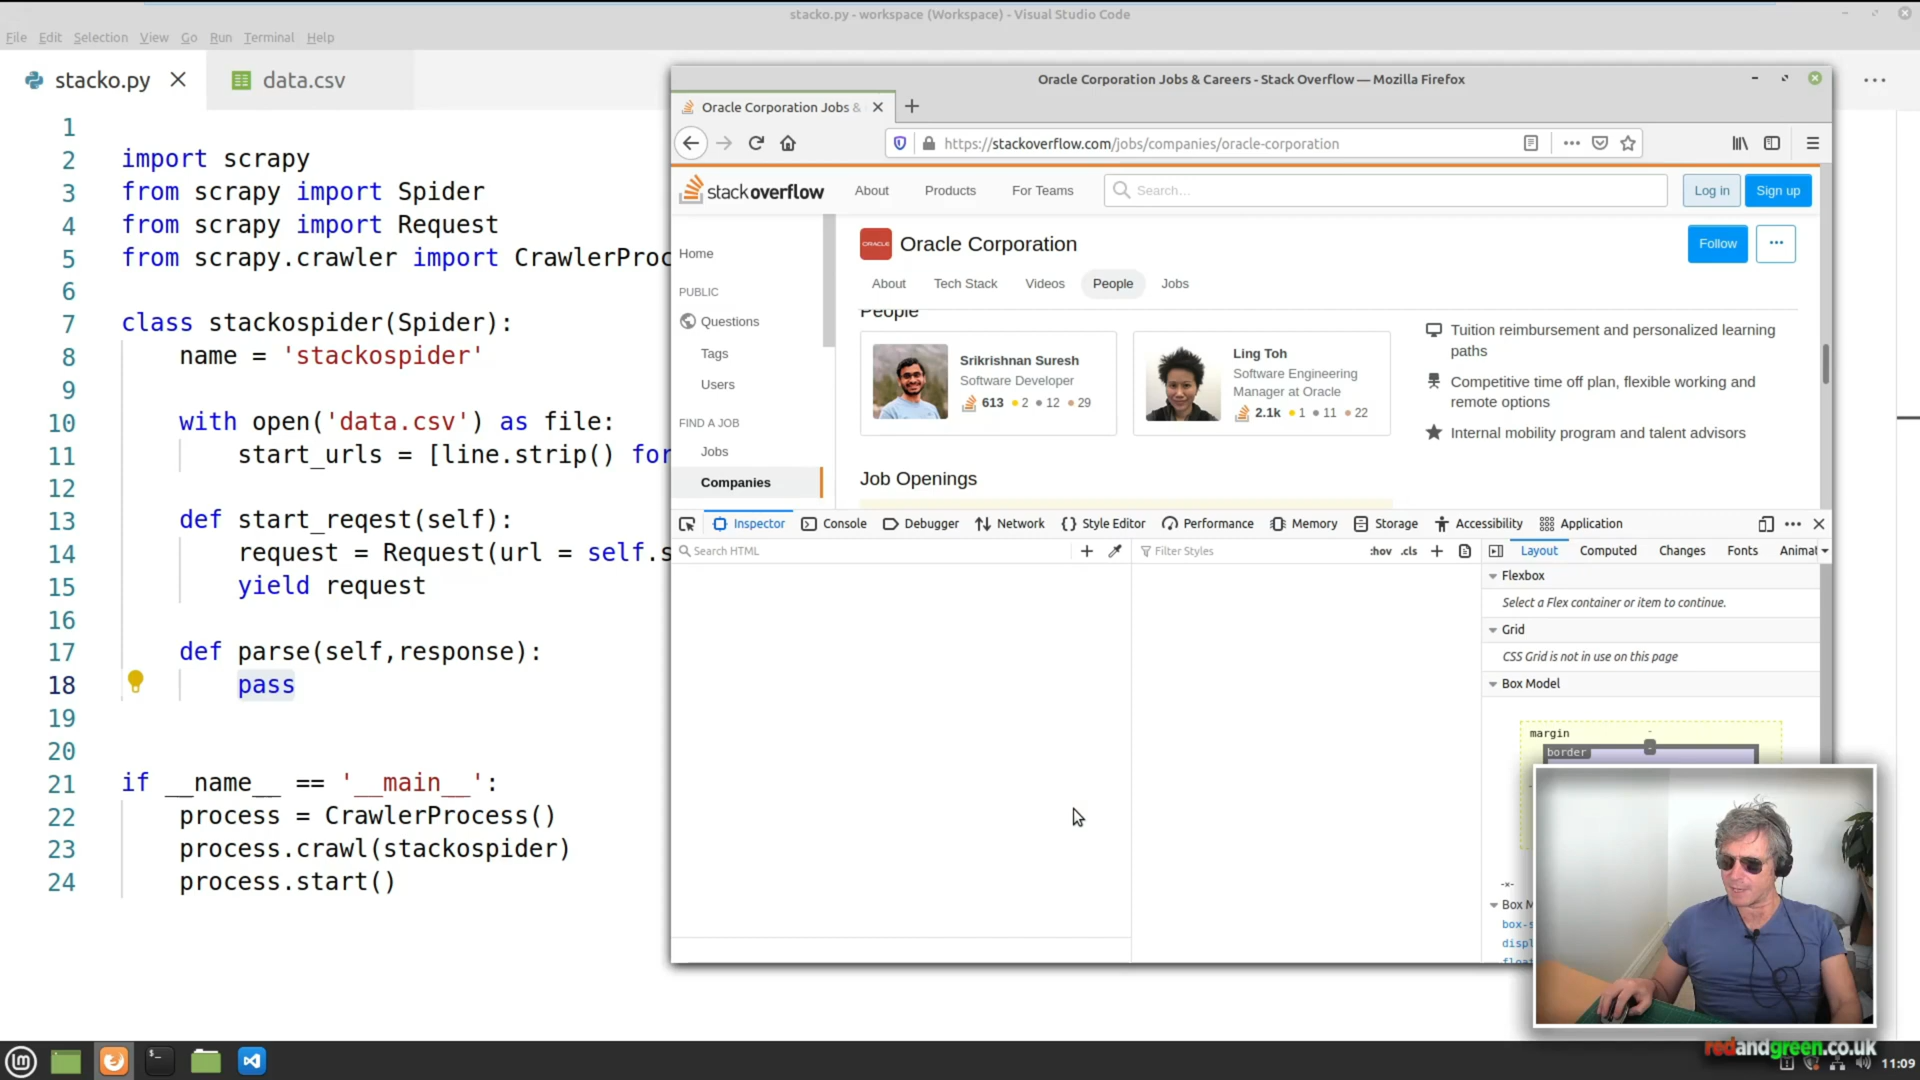 stacko.py - workspace (Workspace) - Visual Studio Code
File Edit Selection View Go Run Terminal Help
stacko.py
data.csv
1
2 import scrapy
3 from scrapy import Spider
4 from scrapy import Request
5 from scrapy.crawler import CrawlerProc
6
7 class stackospider(Spider):
8 name = 'stackospider'
9
10 with open('data.csv') as file:
11 start_urls = [line.strip() for
12
13 def start_reqest(self):
14 request = Request(url = self.s
15 yield request
16
17 def parse(self,response):
18 pass
19
20
21 if __name__ == '__main__':
22 process = CrawlerProcess()
23 process.crawl(stackospider)
24 process.start()
Oracle Corporation Jobs & Careers - Stack Overflow — Mozilla Firefox
Oracle Corporation Jobs &
https://stackoverflow.com/jobs/companies/oracle-corporation
stackoverflow
About Products For Teams
Search...
Log in
Sign up
Home
PUBLIC
Questions
Tags
Users
FIND A JOB
Jobs
Companies
ORACLE
Oracle Corporation
Follow
About Tech Stack Videos People Jobs
People
Srikrishnan Suresh
Software Developer
613 2 12 29
Ling Toh
Software Engineering
Manager at Oracle
2.1k 1 11 22
Tuition reimbursement and personalized learning
paths
Competitive time off plan, flexible working and
remote options
Internal mobility program and talent advisors
Job Openings
Inspector Console Debugger Network Style Editor Performance Memory Storage Accessibility Application
Search HTML
Filter Styles
:hov .cls
Layout Computed Changes Fonts Animat
Flexbox
Select a Flex container or item to continue.
Grid
CSS Grid is not in use on this page
Box Model
margin
border
Box M
box-s
displ
float
redandgreen.co.uk
11:09